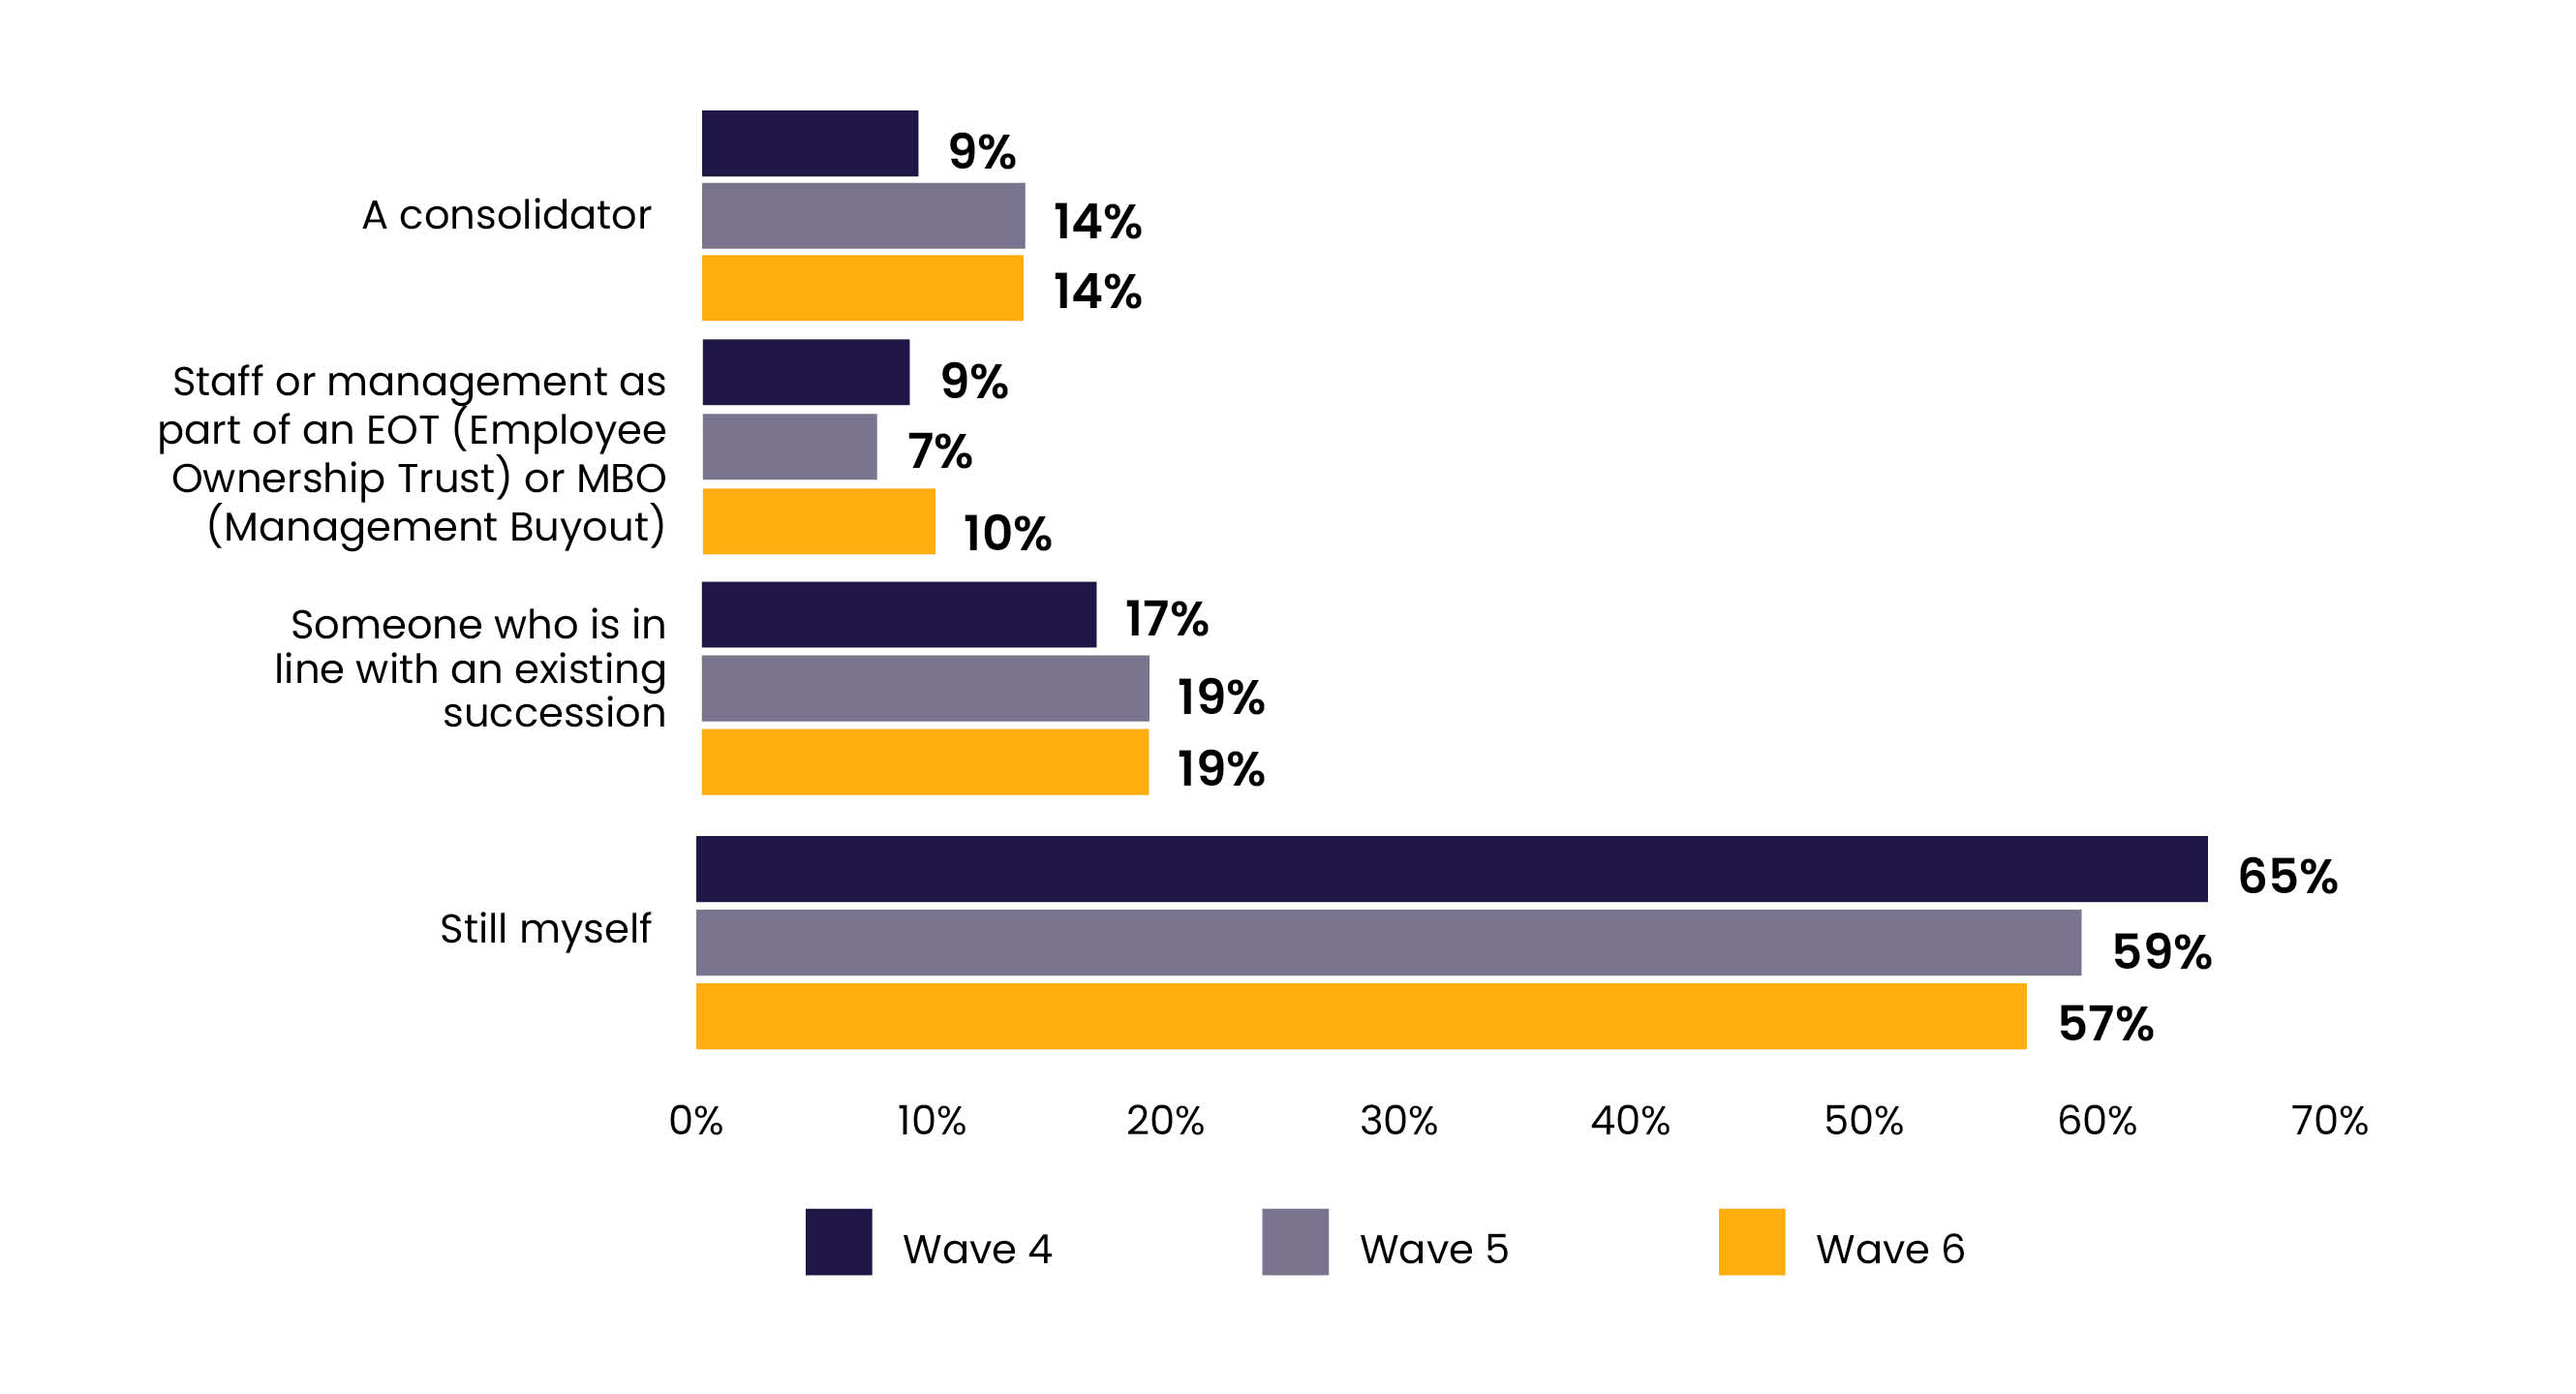 9%
A consolidator
14%
14%
Staff or management as
part of an EOT (Employee
Ownership Trust) or MBO
(Management Buyout)
9%
7%
10%
Someone who is in
line with an existing
succession
17%
19%
19%
Still myself
65%
59%
57%
0% 10% 20% 30% 40% 50% 60% 70%
Wave 4 Wave 5 Wave 6